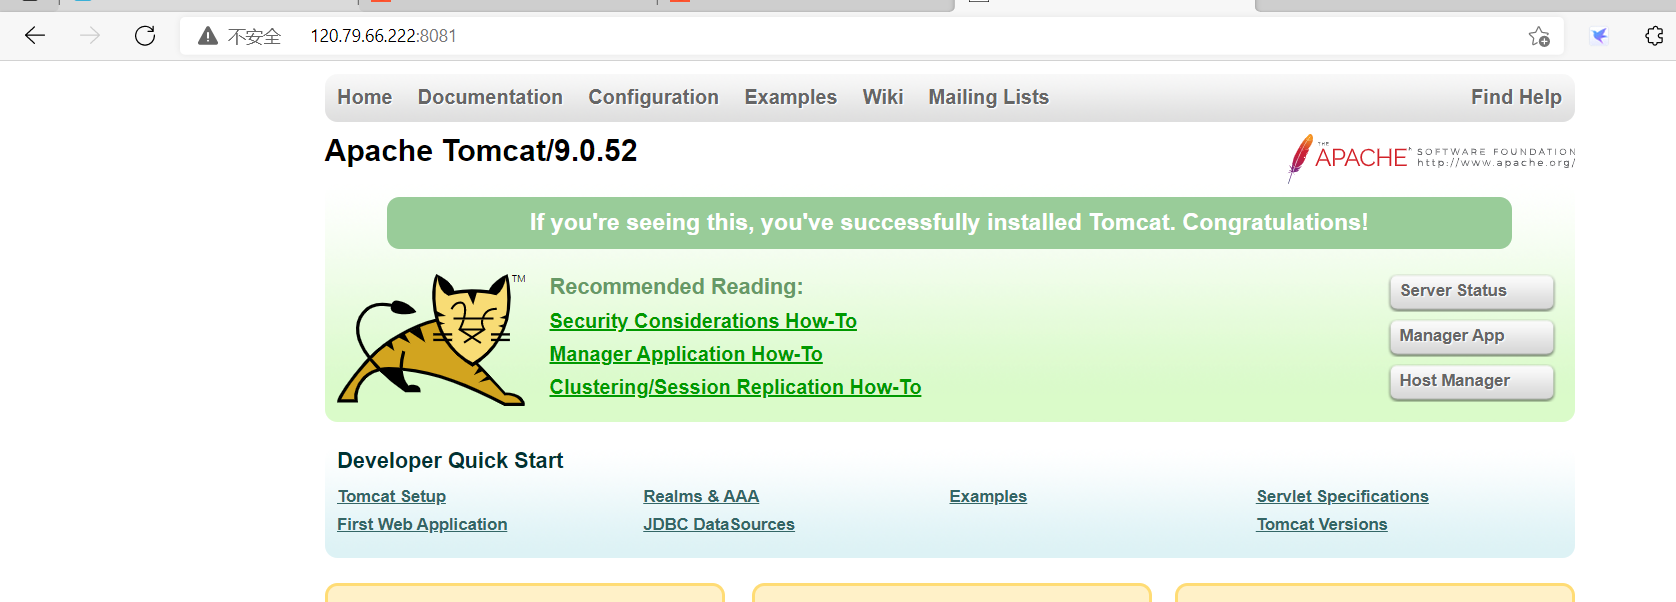 不安全 120.79.66.222:8081
Home Documentation Configuration Examples Wiki Mailing Lists Find Help
Apache Tomcat/9.0.52
THE APACHE SOFTWARE FOUNDATION
http://www.apache.org/
If you're seeing this, you've successfully installed Tomcat. Congratulations!
TM
Recommended Reading:
Security Considerations How-To
Manager Application How-To
Clustering/Session Replication How-To
Server Status
Manager App
Host Manager
Developer Quick Start
Tomcat Setup Realms & AAA Examples Servlet Specifications
First Web Application JDBC DataSources Tomcat Versions